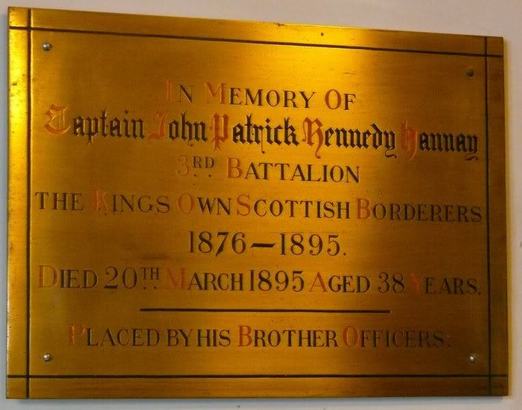 IN MEMORY OF
Captain John Patrick Kennedy Hannay
3RD BATTALION
THE KINGS OWN SCOTTISH BORDERERS
1876—1895.
DIED 20TH MARCH 1895 AGED 38 YEARS.
PLACED BY HIS BROTHER OFFICERS.